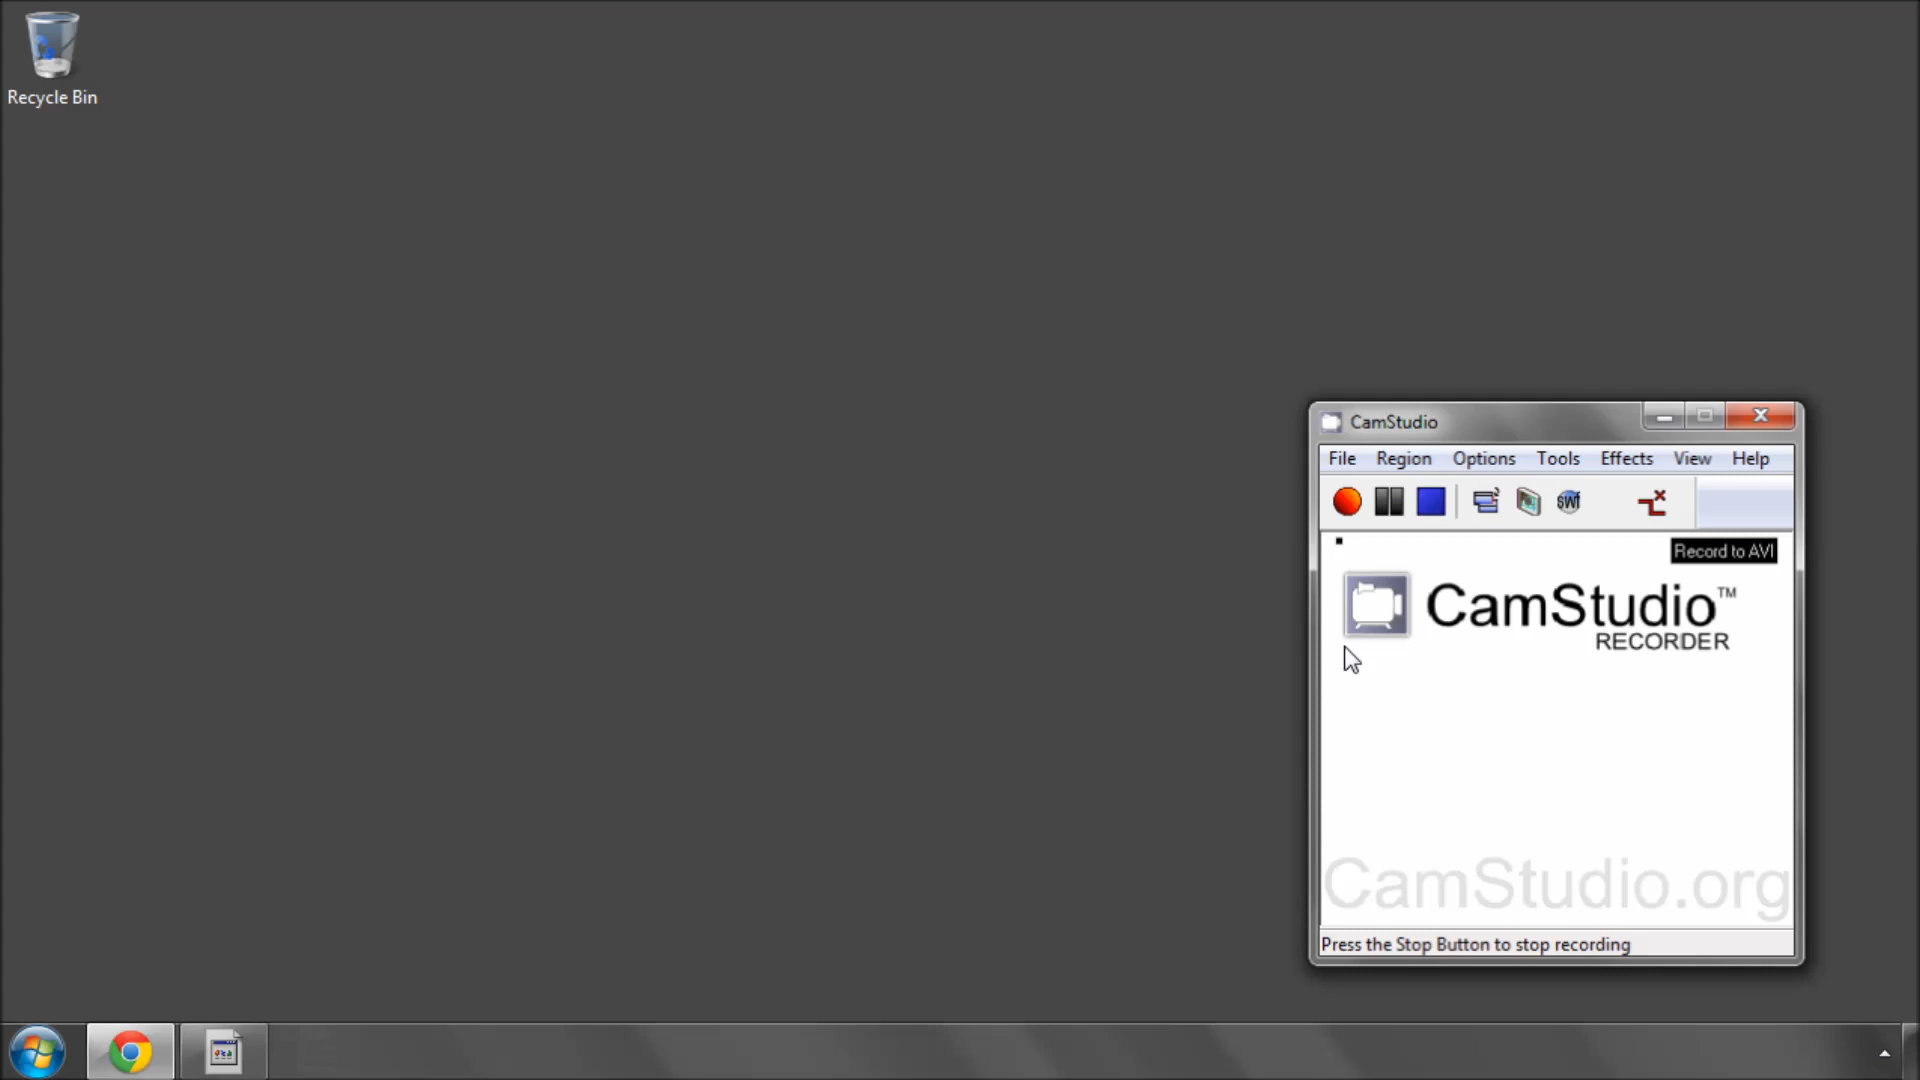 Recycle Bin
CamStudio
File Region Options Tools Effects View Help
swf
Record to AVI
CamStudio™
RECORDER
CamStudio.org
Press the Stop Button to stop recording